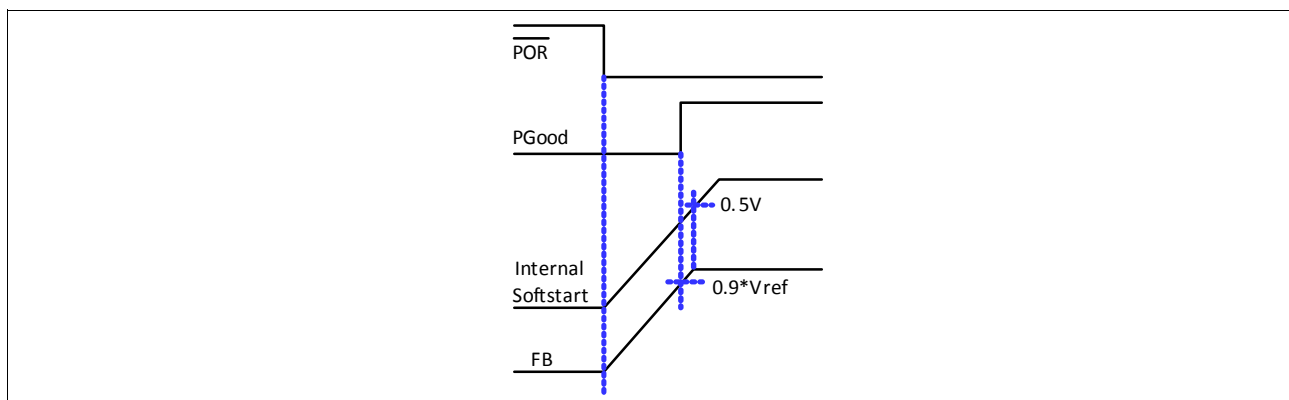 POR
PGood
0.5V
Internal
Softstart
0.9*Vref
FB